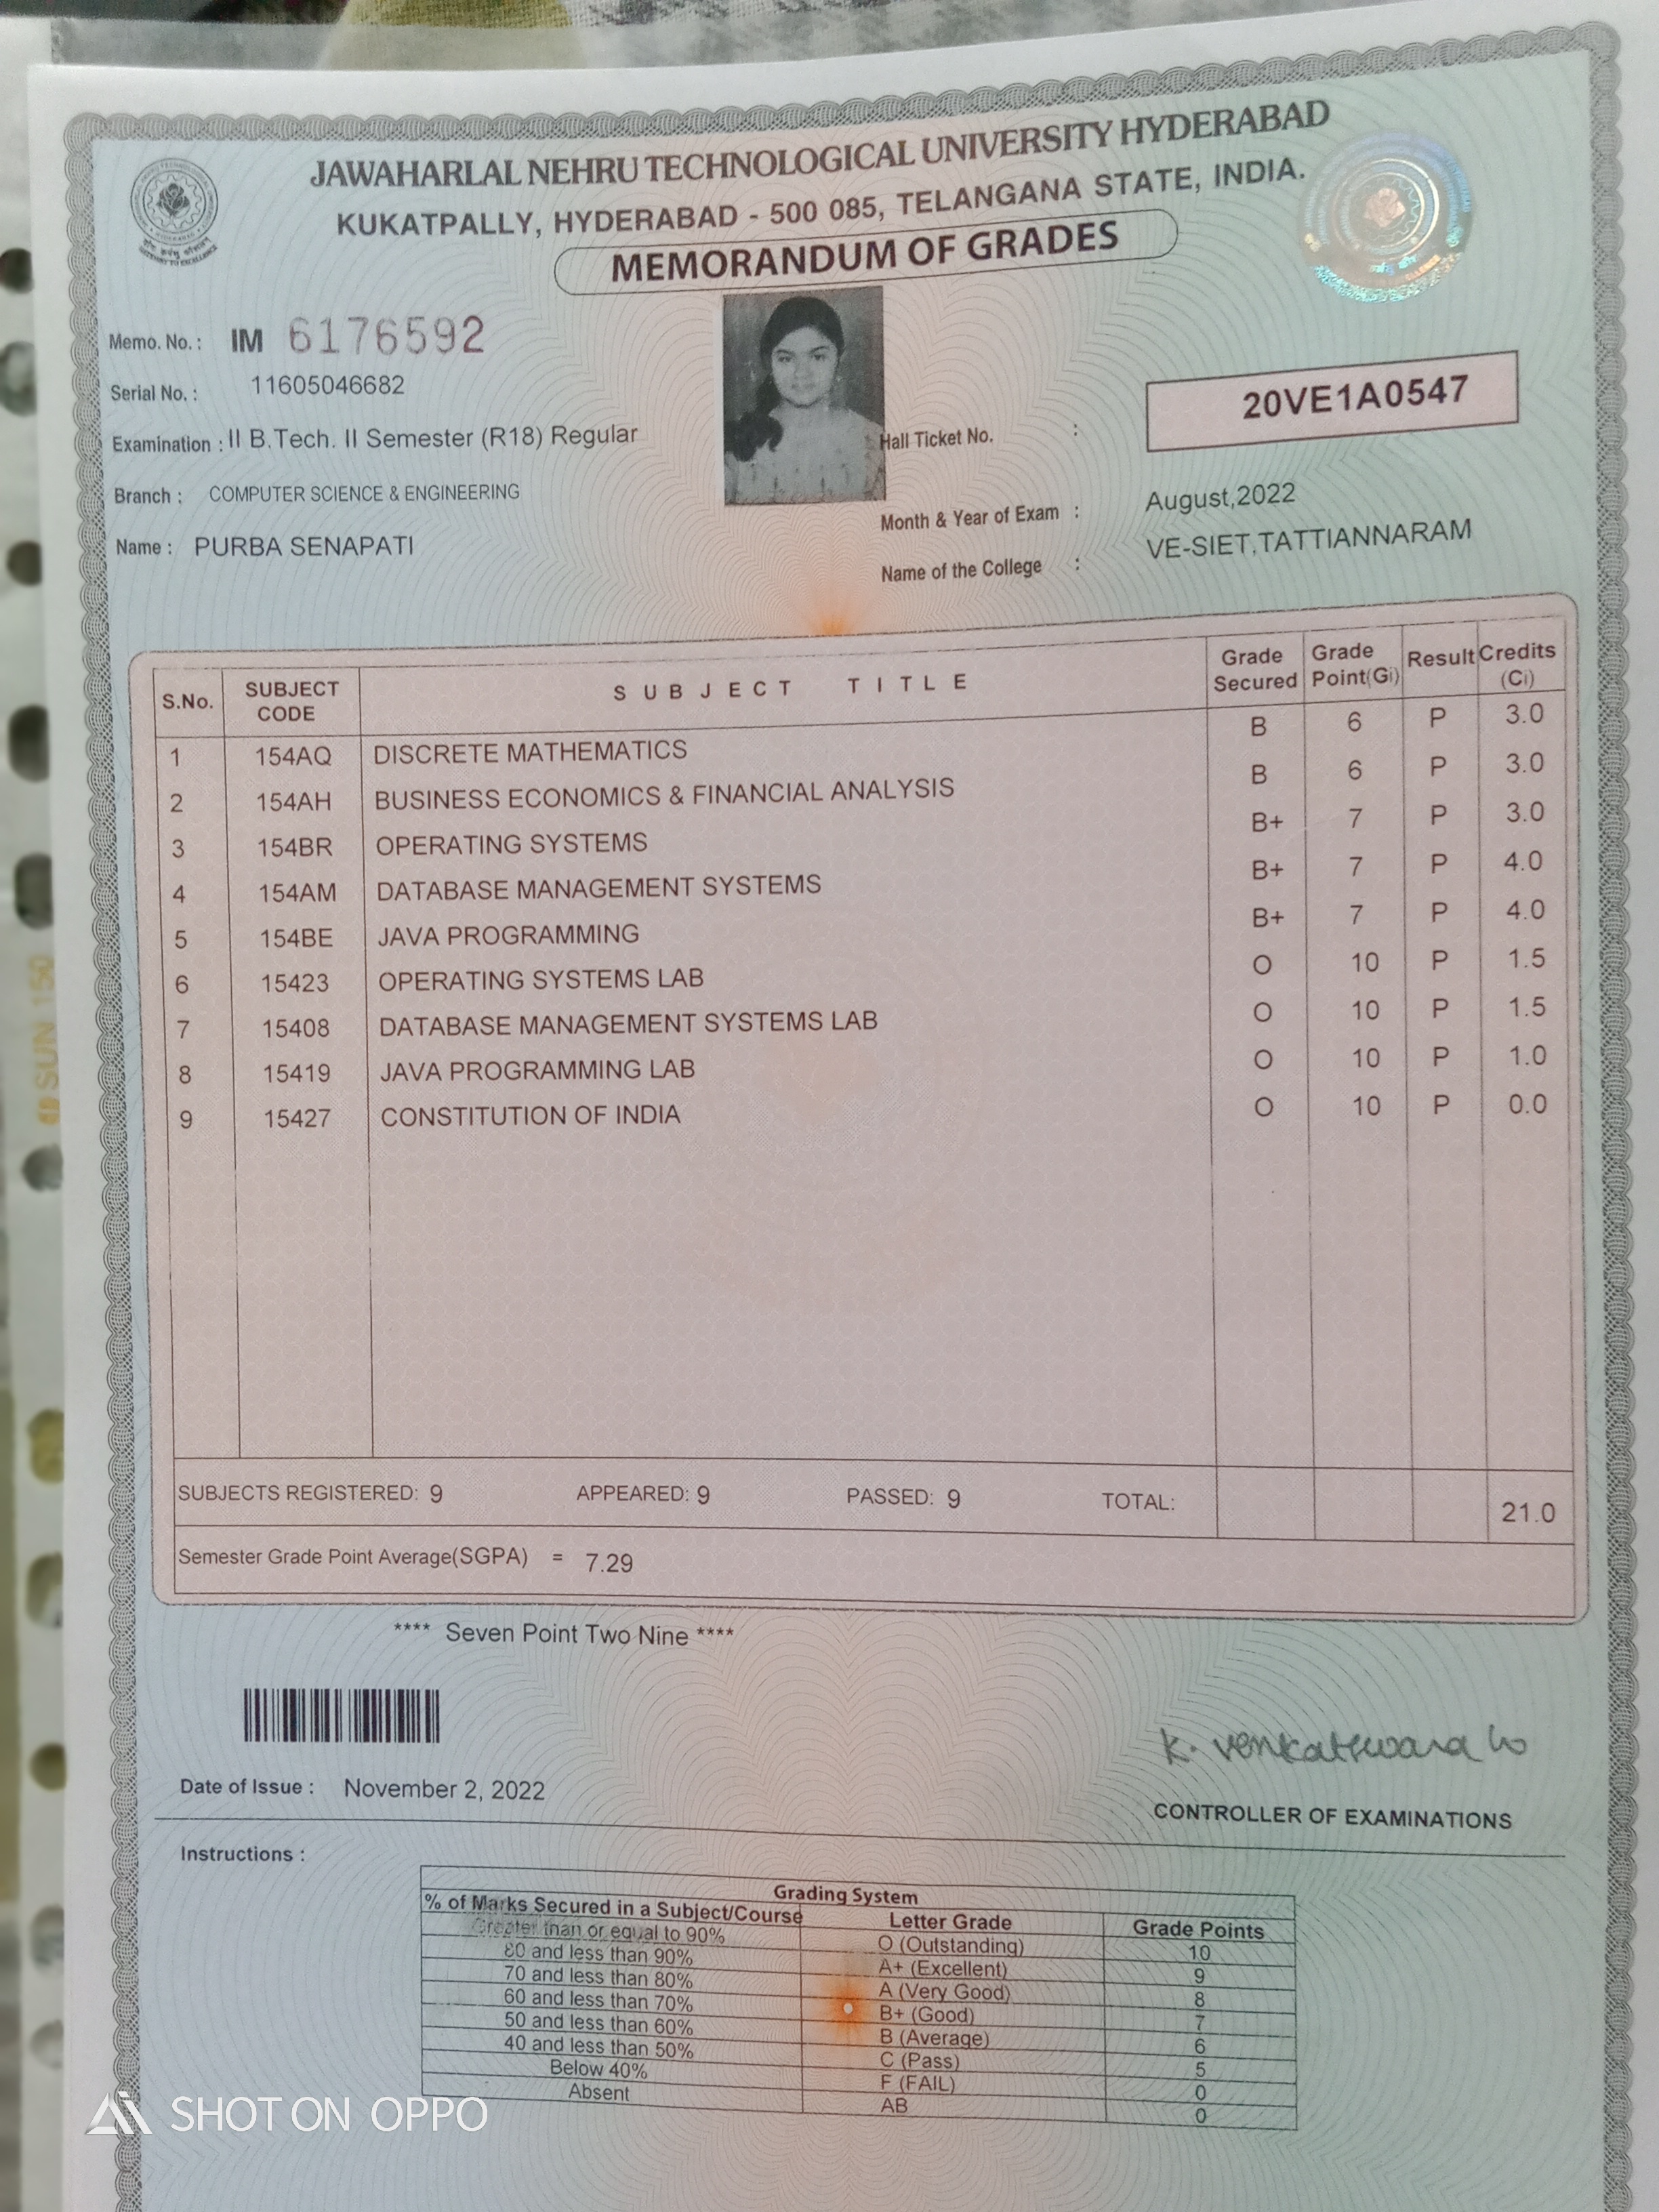 JAWAHARLAL NEHRU TECHNOLOGICAL UNIVERSITY HYDERABAD
KUKATPALLY, HYDERABAD - 500 085, TELANGANA STATE, INDIA.
MEMORANDUM OF GRADES
Memo. No. : IM 6176592
Serial No. : 11605046682
Examination : II B.Tech. II Semester (R18) Regular
Branch : COMPUTER SCIENCE & ENGINEERING
Name : PURBA SENAPATI
Hall Ticket No. : 20VE1A0547
Month & Year of Exam : August,2022
Name of the College : VE-SIET,TATTIANNARAM
S.No. SUBJECT CODE SUBJECT TITLE Grade Secured Grade Point(Gi) Result Credits (Ci)
1 154AQ DISCRETE MATHEMATICS B 6 P 3.0
2 154AH BUSINESS ECONOMICS & FINANCIAL ANALYSIS B 6 P 3.0
3 154BR OPERATING SYSTEMS B+ 7 P 3.0
4 154AM DATABASE MANAGEMENT SYSTEMS B+ 7 P 4.0
5 154BE JAVA PROGRAMMING B+ 7 P 4.0
6 15423 OPERATING SYSTEMS LAB O 10 P 1.5
7 15408 DATABASE MANAGEMENT SYSTEMS LAB O 10 P 1.5
8 15419 JAVA PROGRAMMING LAB O 10 P 1.0
9 15427 CONSTITUTION OF INDIA O 10 P 0.0
SUBJECTS REGISTERED: 9 APPEARED: 9 PASSED: 9 TOTAL: 21.0
Semester Grade Point Average(SGPA) = 7.29
**** Seven Point Two Nine ****
K. Venkateswara
Date of Issue : November 2, 2022
CONTROLLER OF EXAMINATIONS
Instructions :
Grading System
% of Marks Secured in a Subject/Course Letter Grade Grade Points
Greater than or equal to 90% O (Outstanding) 10
80 and less than 90% A+ (Excellent) 9
70 and less than 80% A (Very Good) 8
60 and less than 70% B+ (Good) 7
50 and less than 60% B (Average) 6
40 and less than 50% C (Pass) 5
Below 40% F (FAIL) 0
Absent AB 0
SHOT ON OPPO
SUN 150